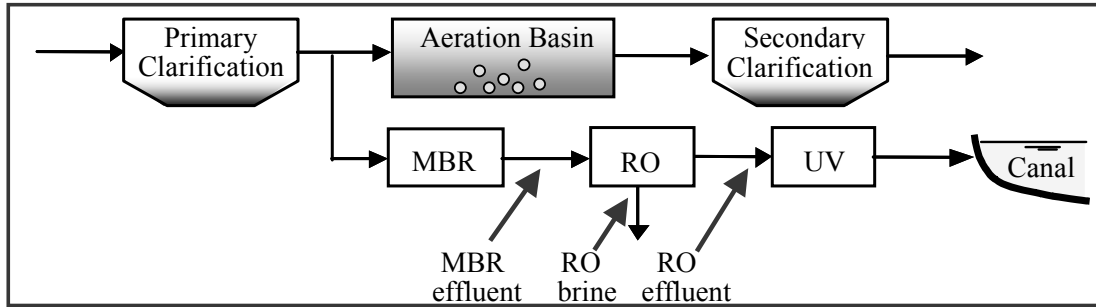 Primary
Clarification
Aeration Basin
Secondary
Clarification
MBR
RO
UV
Canal
MBR
effluent
RO
brine
RO
effluent